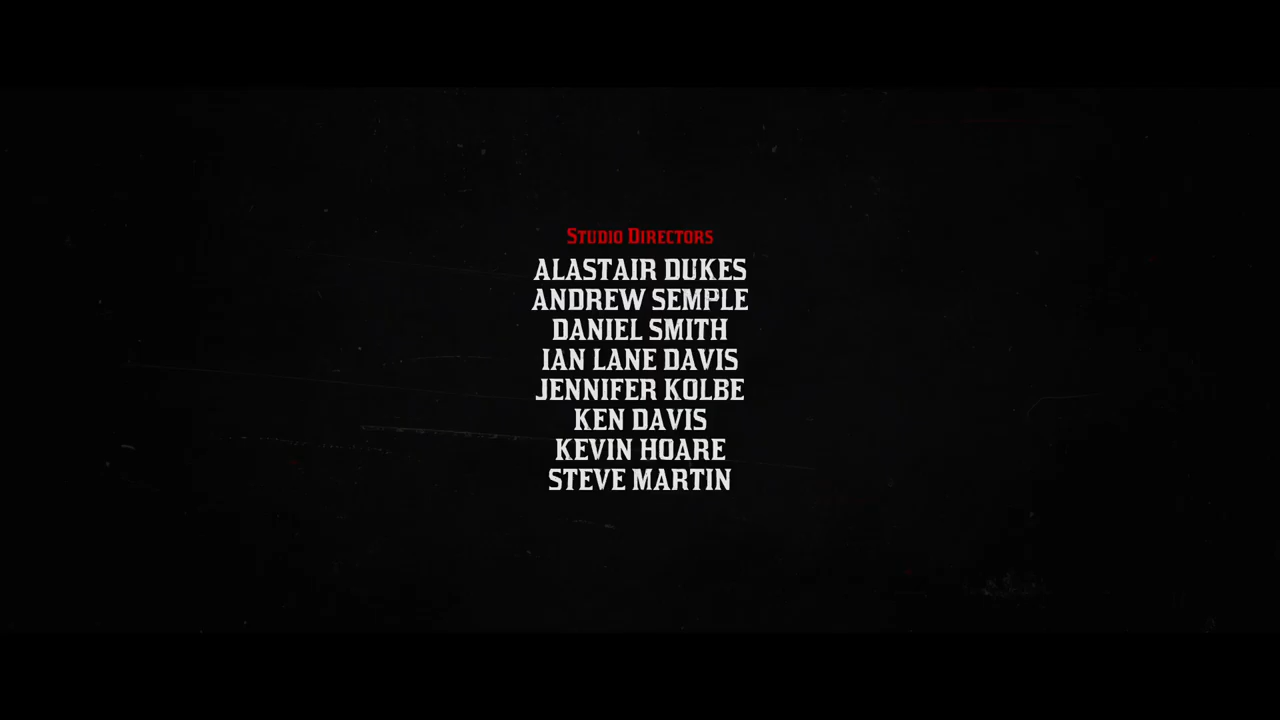 Studio Directors
ALASTAIR DUKES
ANDREW SEMPLE
DANIEL SMITH
IAN LANE DAVIS
JENNIFER KOLBE
KEN DAVIS
KEVIN HOARE
STEVE MARTIN